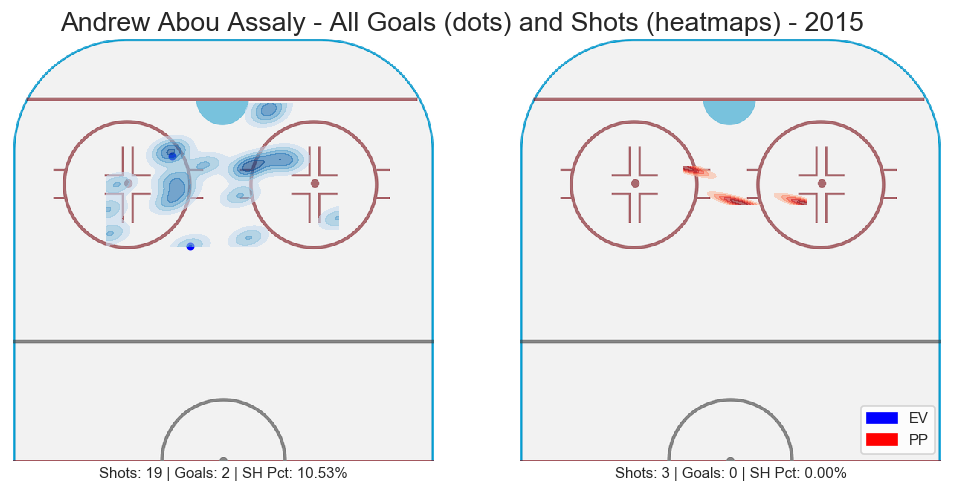 Andrew Abou Assaly - All Goals (dots) and Shots (heatmaps) - 2015
EV
PP
Shots: 19 | Goals: 2 | SH Pct: 10.53%
Shots: 3 | Goals: 0 | SH Pct: 0.00%